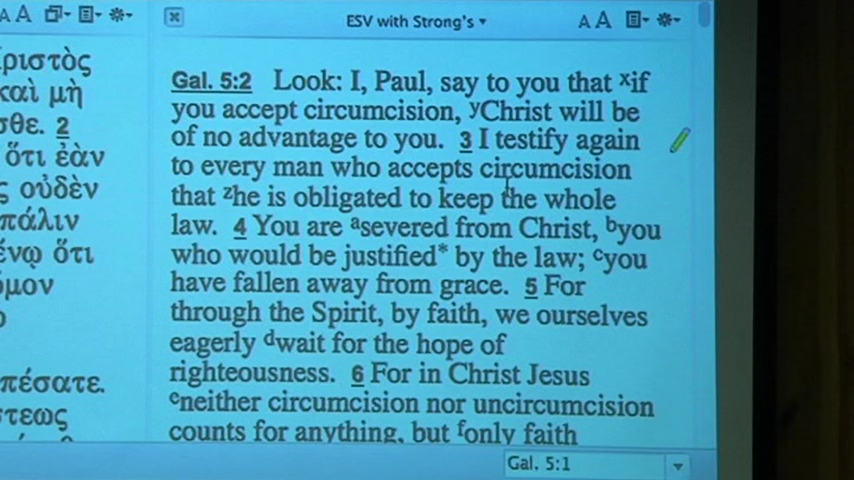 AA
ESV with Strong's
AA
ριστὸς
καὶ μὴ
σθε. 2
ὅτι ἐὰν
ς οὐδὲν
πάλιν
ένῳ ὅτι
όμον
πέσατε.
στεως
Gal. 5:2 Look: I, Paul, say to you that xif
you accept circumcision, yChrist will be
of no advantage to you. 3 I testify again
to every man who accepts circumcision
that zhe is obligated to keep the whole
law. 4 You are asevered from Christ, byou
who would be justified* by the law; cyou
have fallen away from grace. 5 For
through the Spirit, by faith, we ourselves
eagerly dwait for the hope of
righteousness. 6 For in Christ Jesus
eneither circumcision nor uncircumcision
counts for anything, but fonly faith
Gal. 5:1